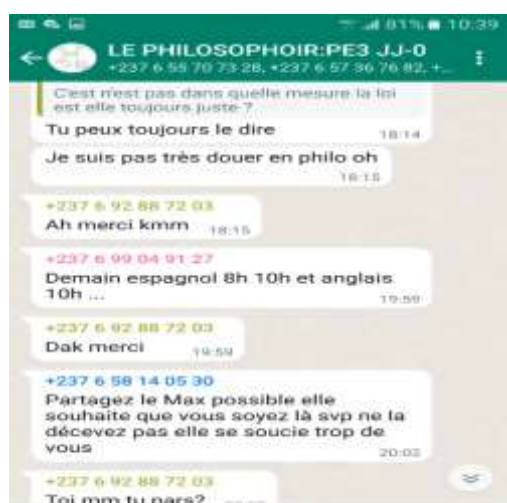 81% 10:39
LE PHILOSOPHOIR:PE3 JJ-0
+237 6 55 70 73 28, +237 6 57 36 76 82, +...
C'est n'est pas dans quelle mesure la loi
est elle toujours juste ?
Tu peux toujours le dire
18:14
Je suis pas très douer en philo oh
18:15
+237 6 92 88 72 03
Ah merci kmm 18:15
+237 6 99 04 91 27
Demain espagnol 8h 10h et anglais
10h ...
19:59
+237 6 92 88 72 03
Dak merci 19:59
+237 6 58 14 05 30
Partagez le Max possible elle
souhaite que vous soyez là svp ne la
décevez pas elle se soucie trop de
vous
20:03
+237 6 92 88 72 03
Toi mm tu pars?